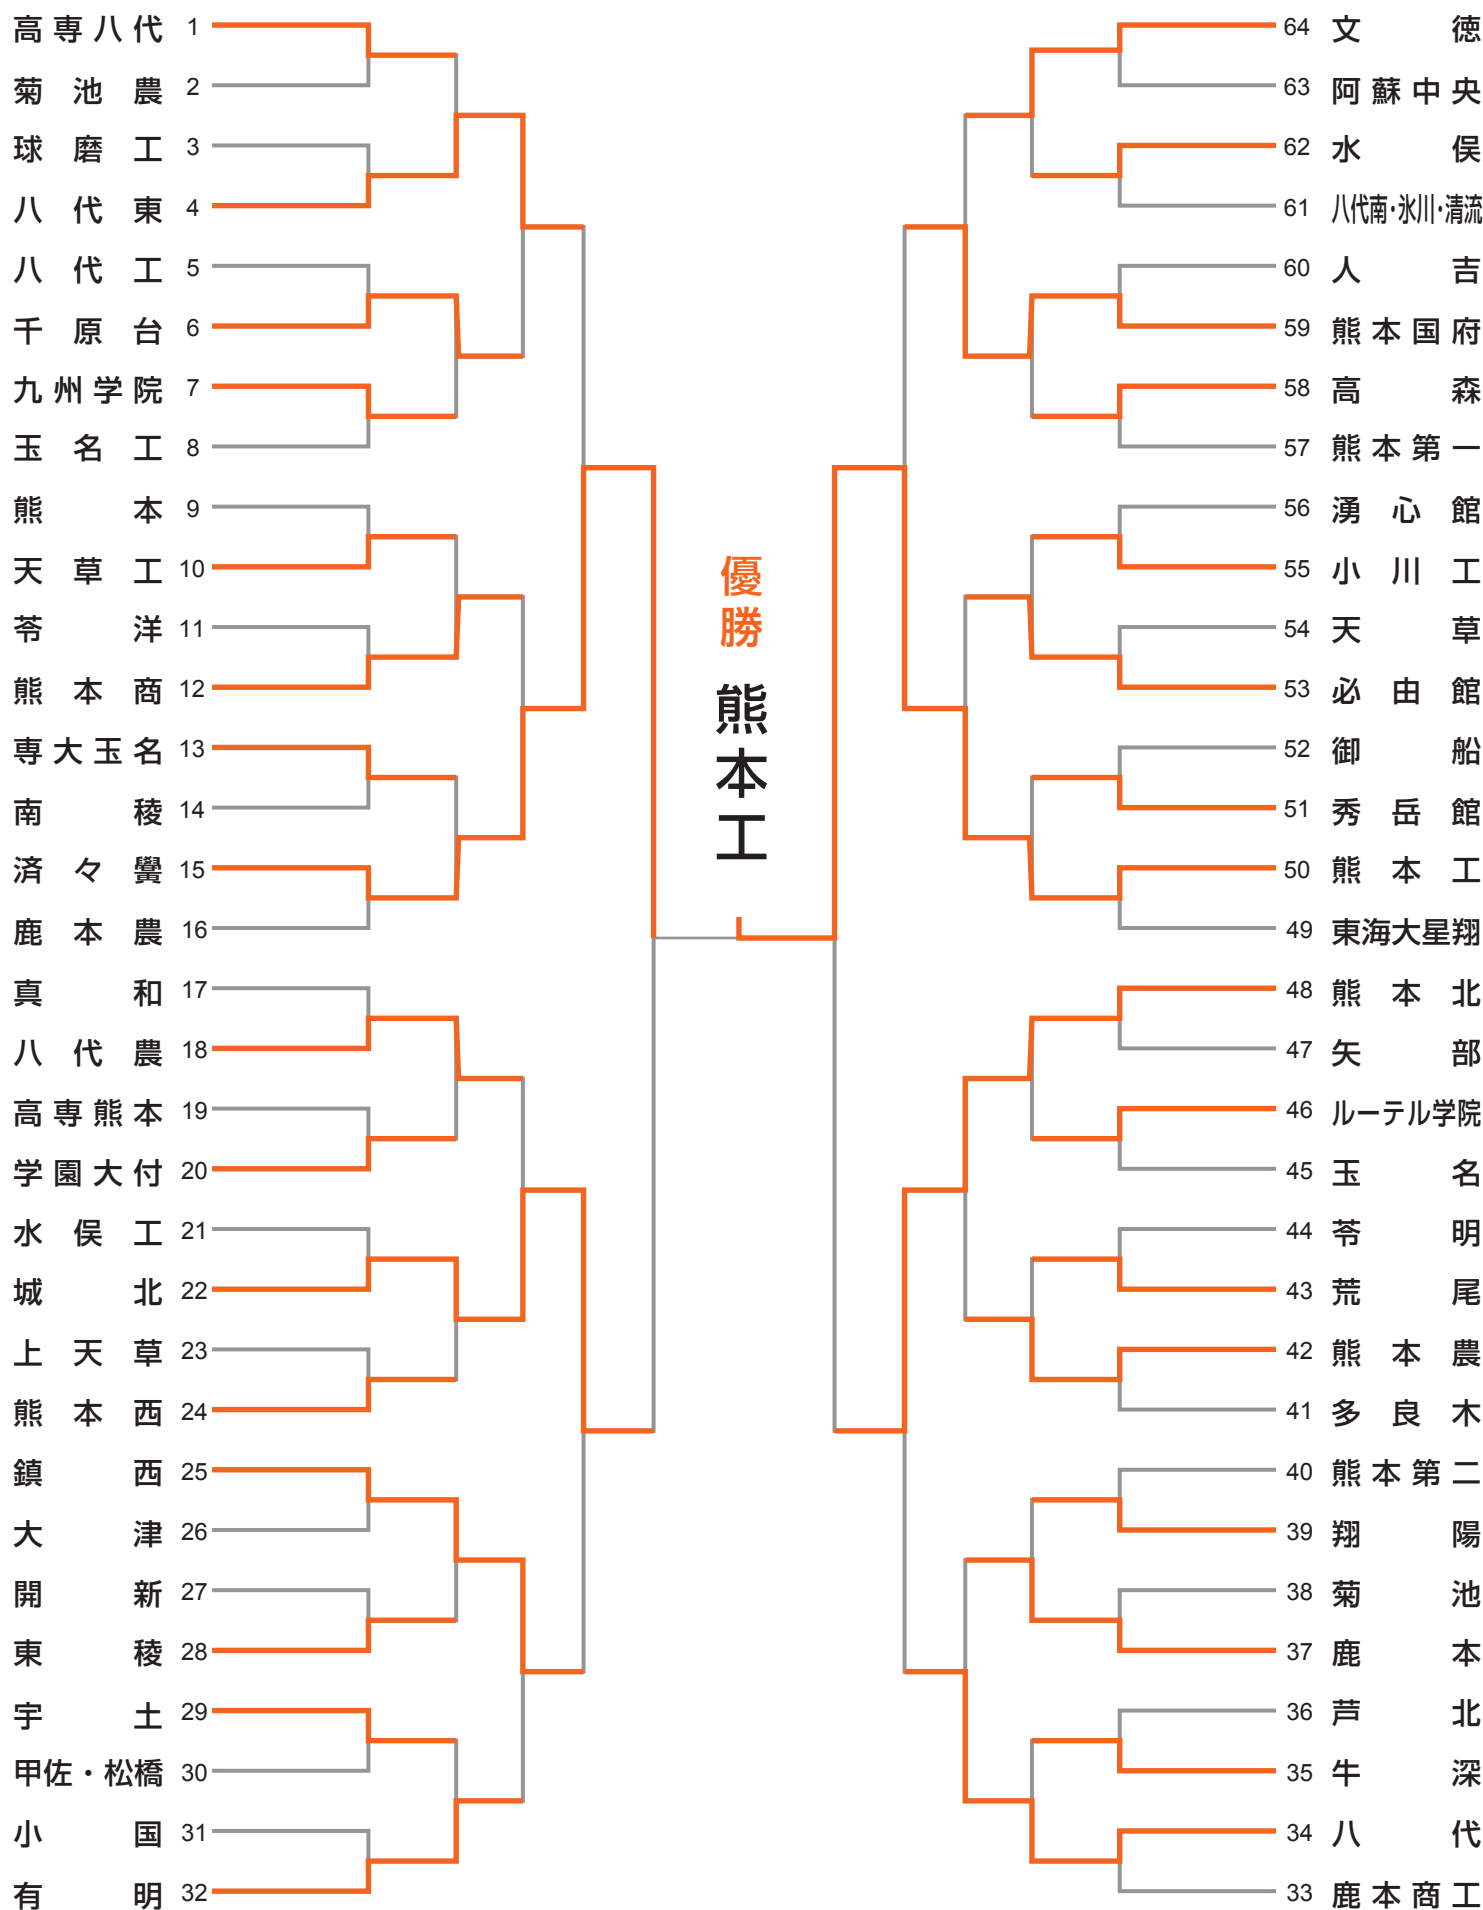 高専八代 1
菊池農 2
球磨工 3
八代東 4
八代工 5
千原台 6
九州学院 7
玉名工 8
熊本 9
天草工 10
苓洋 11
熊本商 12
専大玉名 13
南稜 14
済々黌 15
鹿本農 16
真和 17
八代農 18
高専熊本 19
学園大付 20
水俣工 21
城北 22
上天草 23
熊本西 24
鎮西 25
大津 26
開新 27
東稜 28
宇土 29
甲佐・松橋 30
小国 31
有明 32
優勝 熊本工
64 文徳
63 阿蘇中央
62 水俣
61 八代南・氷川・清流
60 人吉
59 熊本国府
58 高森
57 熊本第一
56 湧心館
55 小川工
54 天草
53 必由館
52 御船
51 秀岳館
50 熊本工
49 東海大星翔
48 熊本北
47 矢部
46 ルーテル学院
45 玉名
44 苓明
43 荒尾
42 熊本農
41 多良木
40 熊本第二
39 翔陽
38 菊池
37 鹿本
36 芦北
35 牛深
34 八代
33 鹿本商工